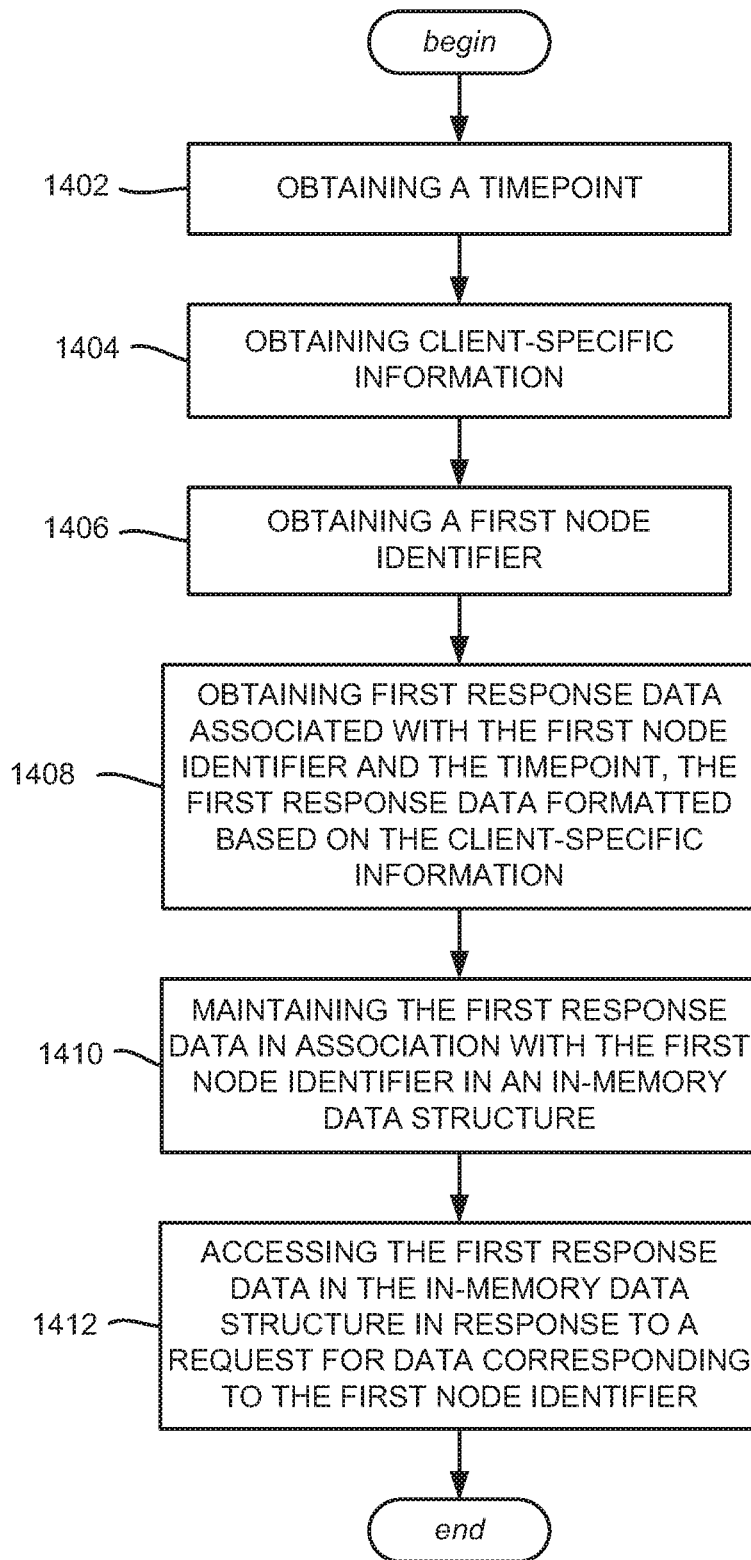 begin
1402
OBTAINING A TIMEPOINT
1404
OBTAINING CLIENT-SPECIFIC
INFORMATION
1406
OBTAINING A FIRST NODE
IDENTIFIER
1408
OBTAINING FIRST RESPONSE DATA
ASSOCIATED WITH THE FIRST NODE
IDENTIFIER AND THE TIMEPOINT, THE
FIRST RESPONSE DATA FORMATTED
BASED ON THE CLIENT-SPECIFIC
INFORMATION
1410
MAINTAINING THE FIRST RESPONSE
DATA IN ASSOCIATION WITH THE FIRST
NODE IDENTIFIER IN AN IN-MEMORY
DATA STRUCTURE
1412
ACCESSING THE FIRST RESPONSE
DATA IN THE IN-MEMORY DATA
STRUCTURE IN RESPONSE TO A
REQUEST FOR DATA CORRESPONDING
TO THE FIRST NODE IDENTIFIER
end